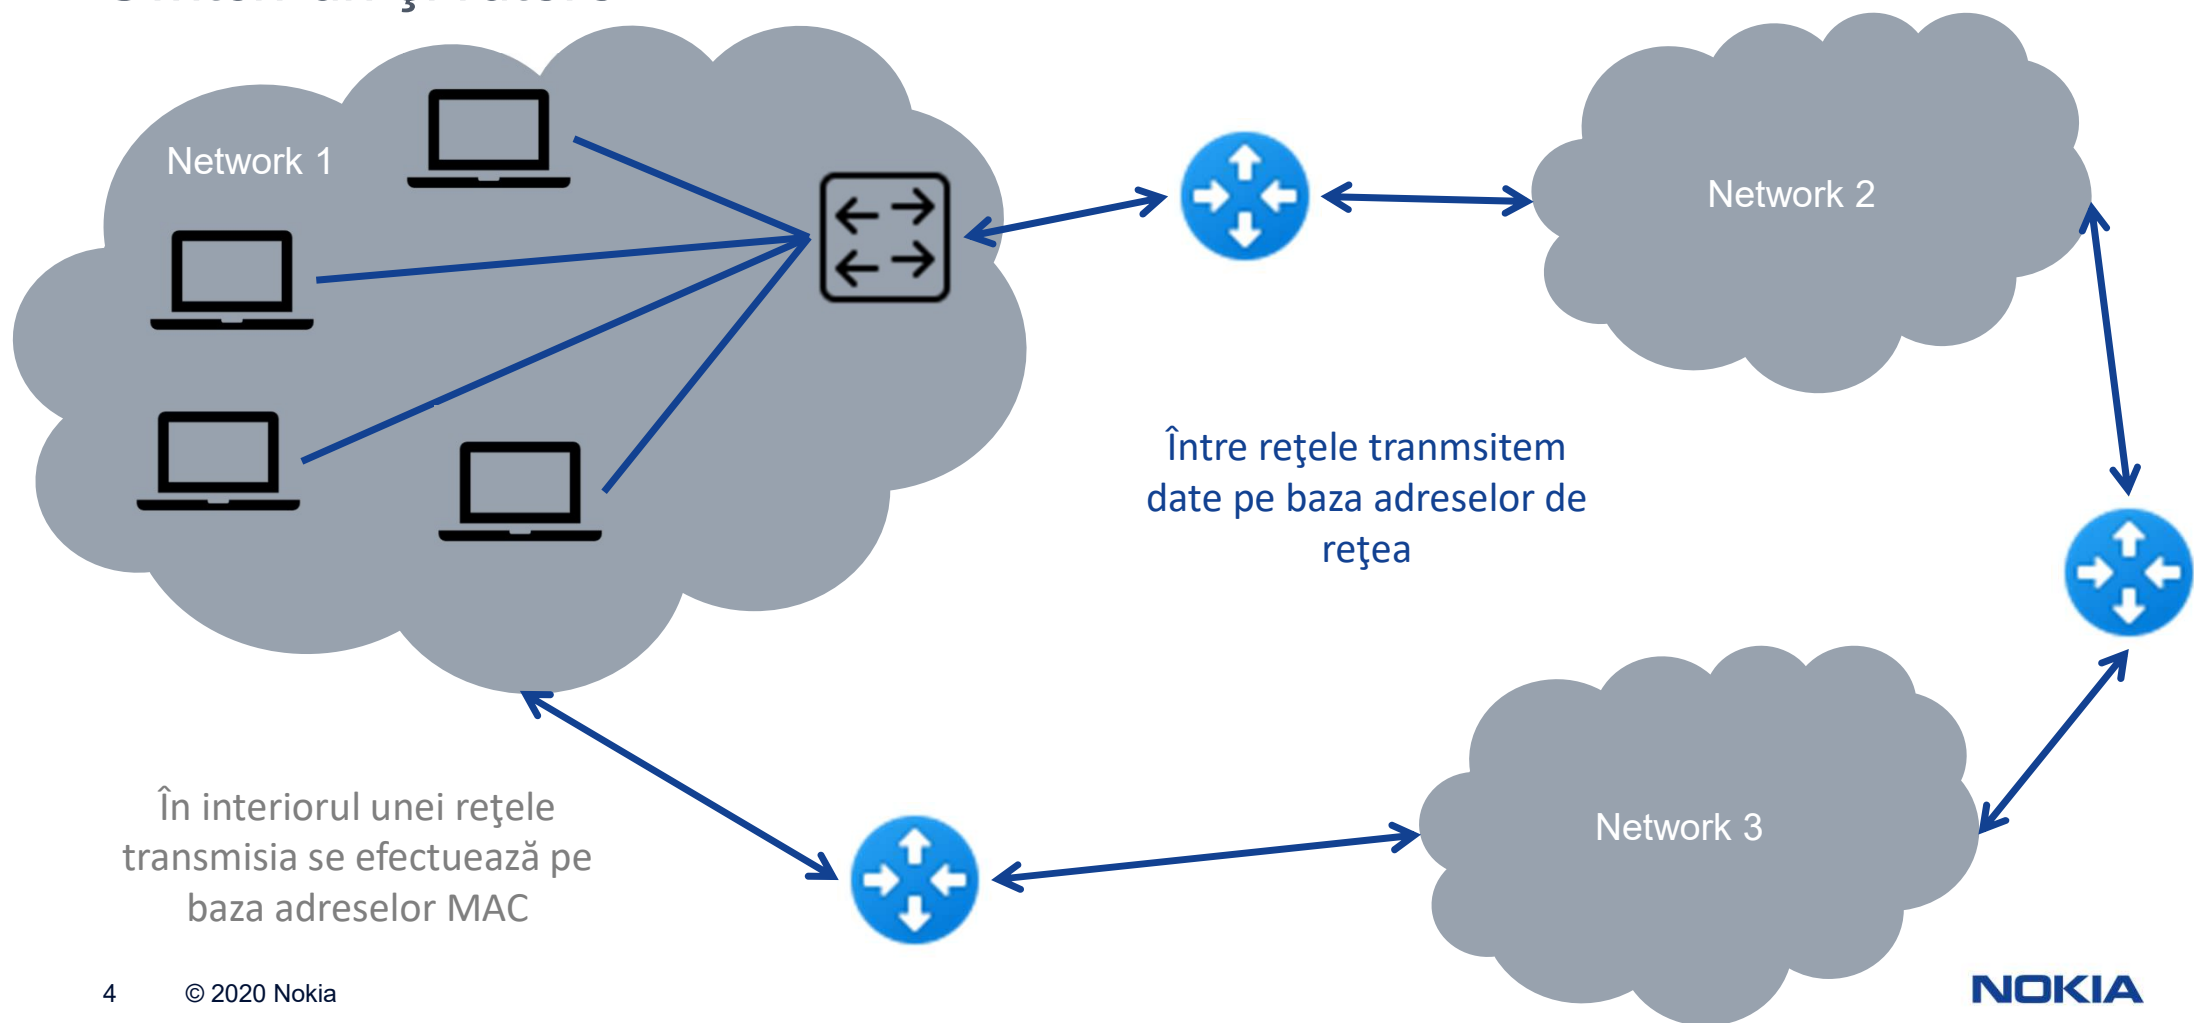 Network 1
Network 2
Între reţele tranmsitem
date pe baza adreselor de
reţea
În interiorul unei reţele
transmisia se efectuează pe
baza adreselor MAC
Network 3
4 © 2020 Nokia
NOKIA